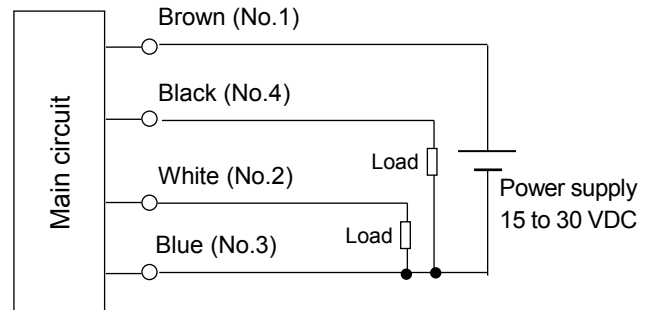 Brown (No.1)
Main circuit
Black (No.4)
Load
White (No.2)
Power supply
15 to 30 VDC
Load
Blue (No.3)